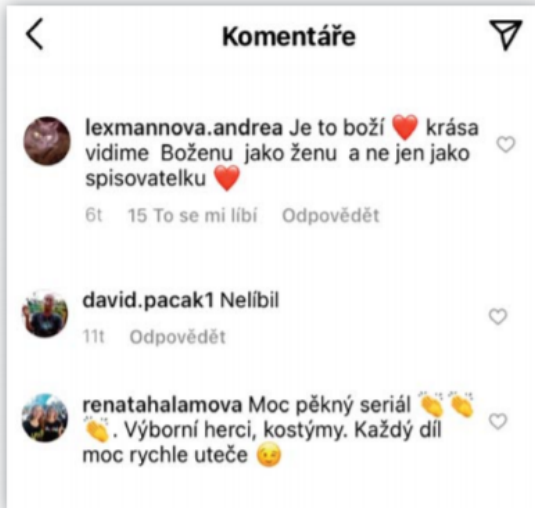 Komentáře
lexmannova.andrea Je to boží ❤️ krása
vidime Boženu jako ženu a ne jen jako
spisovatelku ❤️
6t 15 To se mi líbí Odpovědět
david.pacak1 Nelíbil
11t Odpovědět
renatahalamova Moc pěkný seriál 👏👏
👏. Výborní herci, kostýmy. Každý díl
moc rychle uteče 😉